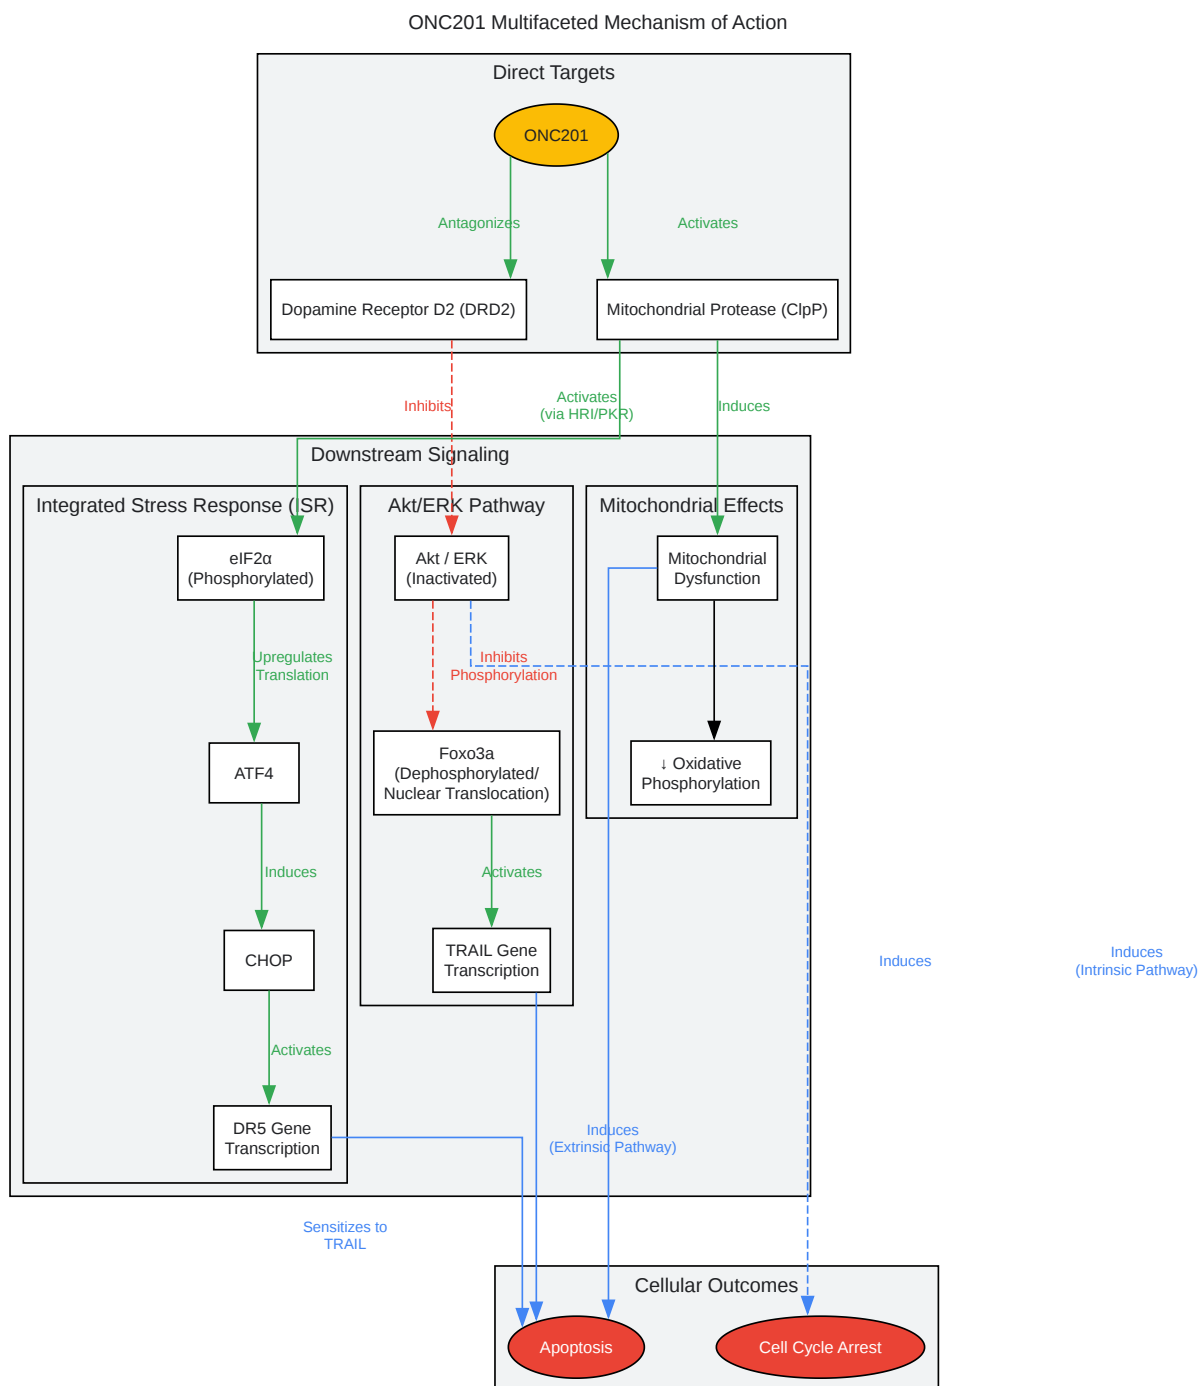 ONC201 Multifaceted Mechanism of Action
Direct Targets
ONC201
Antagonizes
Activates
Dopamine Receptor D2 (DRD2)
Mitochondrial Protease (ClpP)
Inhibits
Activates
(via HRI/PKR)
Induces
Downstream Signaling
Integrated Stress Response (ISR)
Akt/ERK Pathway
Mitochondrial Effects
eIF2α
(Phosphorylated)
Akt / ERK
(Inactivated)
Mitochondrial
Dysfunction
Upregulates
Translation
Inhibits
Phosphorylation
ATF4
Foxo3a
(Dephosphorylated/
Nuclear Translocation)
↓ Oxidative
Phosphorylation
Induces
Activates
CHOP
TRAIL Gene
Transcription
Induces
Induces
(Intrinsic Pathway)
Activates
DR5 Gene
Transcription
Induces
(Extrinsic Pathway)
Sensitizes to
TRAIL
Cellular Outcomes
Apoptosis
Cell Cycle Arrest